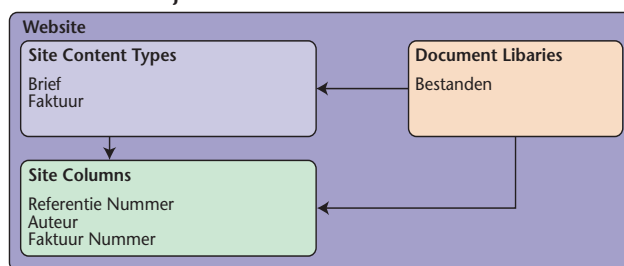 Website
Site Content Types
Brief
Faktuur
Document Libaries
Bestanden
Site Columns
Referentie Nummer
Auteur
Faktuur Nummer